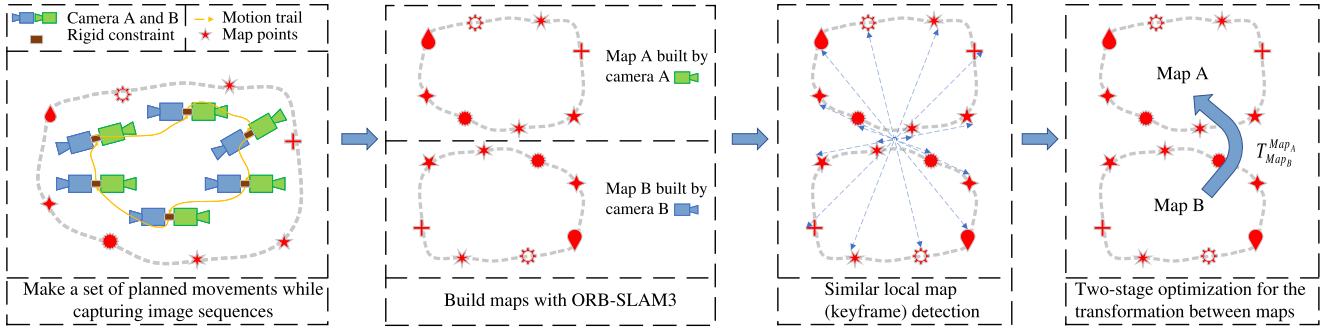 Camera A and B
Motion trail
Rigid constraint
Map points
Make a set of planned movements while
capturing image sequences
Map A built by
camera A
Map B built by
camera B
Build maps with ORB-SLAM3
Similar local map
(keyframe) detection
Map A
T_{Map_B}^{Map_A}
Map B
Two-stage optimization for the
transformation between maps